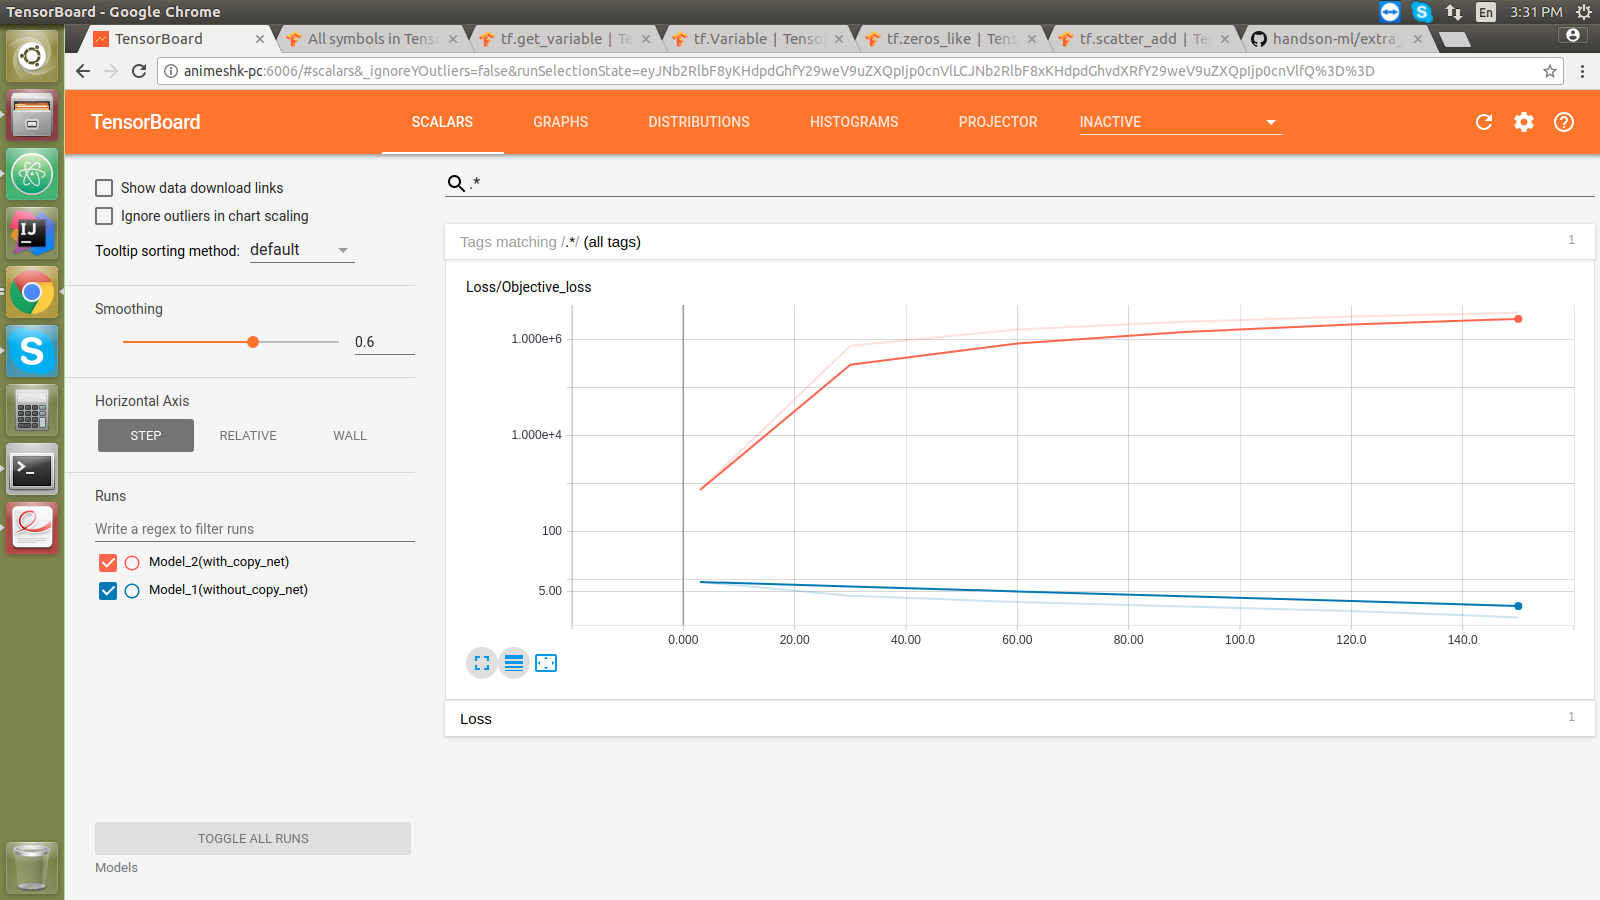 TensorBoard - Google Chrome
En
3:31 PM
TensorBoard
All symbols in Tens
tf.get_variable | Te
tf.Variable | Tenso
tf.zeros_like | Tens
tf.scatter_add | Te
handson-ml/extra_
animeshk-pc:6006/#scalars&_ignoreYOutliers=false&runSelectionState=eyJNb2RlbF8yKHdpdGhfY29weV9uZXQpIjp0cnVlLCJNb2RlbF8xKHdpdGhvdXRfY29weV9uZXQpIjp0cnVlfQ%3D%3D
TensorBoard
SCALARS
GRAPHS
DISTRIBUTIONS
HISTOGRAMS
PROJECTOR
INACTIVE
Show data download links
Ignore outliers in chart scaling
Tooltip sorting method: default
Smoothing
0.6
Horizontal Axis
STEP
RELATIVE
WALL
Runs
Write a regex to filter runs
Model_2(with_copy_net)
Model_1(without_copy_net)
TOGGLE ALL RUNS
Models
.*
Tags matching /.*/ (all tags)
1
Loss/Objective_loss
1.000e+6
1.000e+4
100
5.00
0.000 20.00 40.00 60.00 80.00 100.0 120.0 140.0
Loss
1